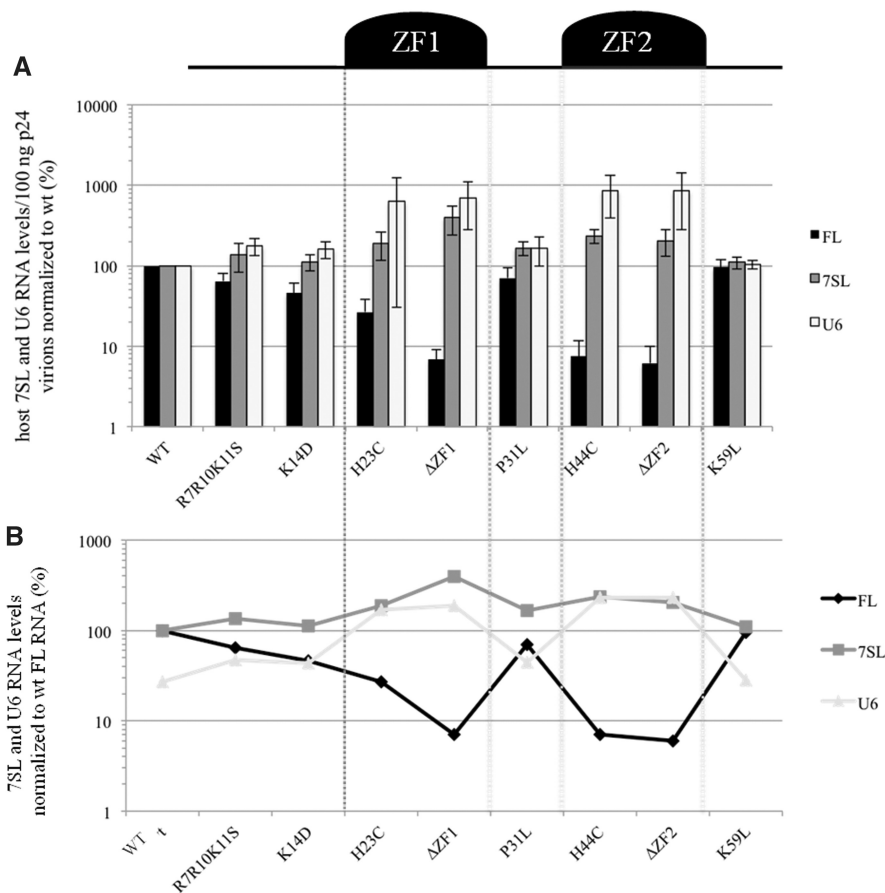 ZF1 ZF2
A
host 7SL and U6 RNA levels/100 ng p24
virions normalized to wt (%)
10000
1000
100
10
1
FL
7SL
U6
WT R7R10K11S K14D H23C ΔZF1 P31L H44C ΔZF2 K59L
B
7SL and U6 RNA levels
normalized to wt FL RNA (%)
1000
100
10
1
FL
7SL
U6
WT t R7R10K11S K14D H23C ΔZF1 P31L H44C ΔZF2 K59L